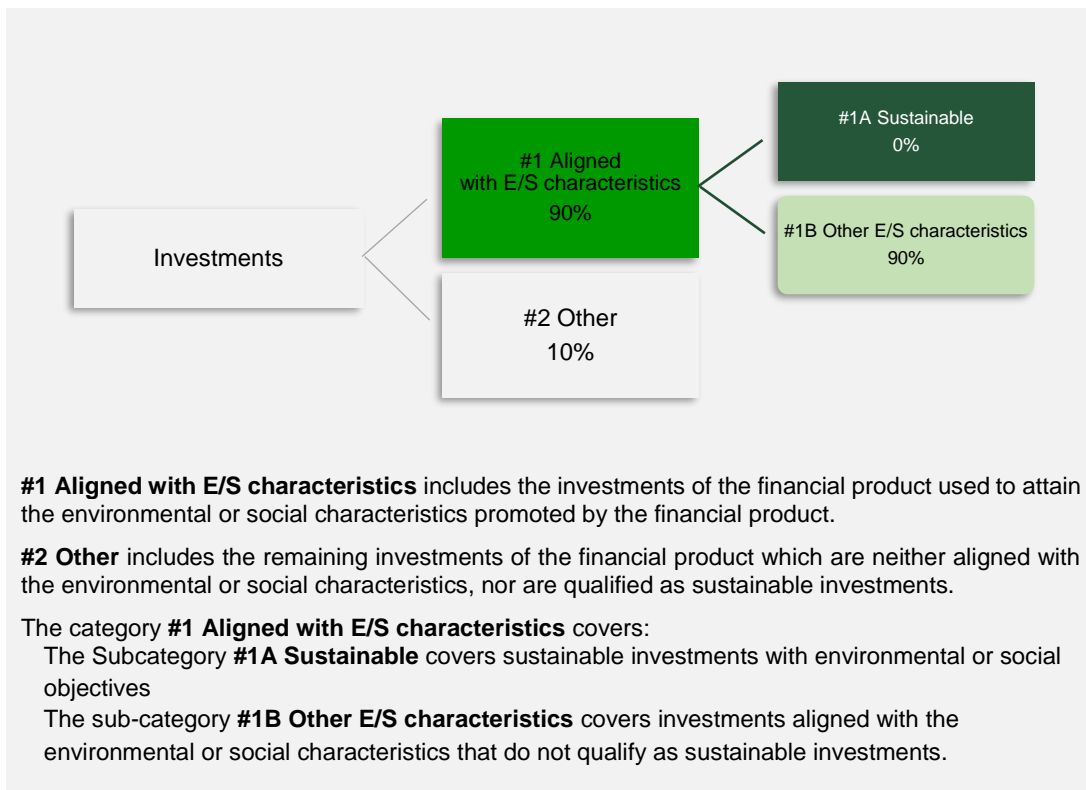 #1A Sustainable
0%
#1 Aligned
with E/S characteristics
90%
#1B Other E/S characteristics
90%
Investments
#2 Other
10%
#1 Aligned with E/S characteristics includes the investments of the financial product used to attain
the environmental or social characteristics promoted by the financial product.
#2 Other includes the remaining investments of the financial product which are neither aligned with
the environmental or social characteristics, nor are qualified as sustainable investments.
The category #1 Aligned with E/S characteristics covers:
The Subcategory #1A Sustainable covers sustainable investments with environmental or social
objectives
The sub-category #1B Other E/S characteristics covers investments aligned with the
environmental or social characteristics that do not qualify as sustainable investments.